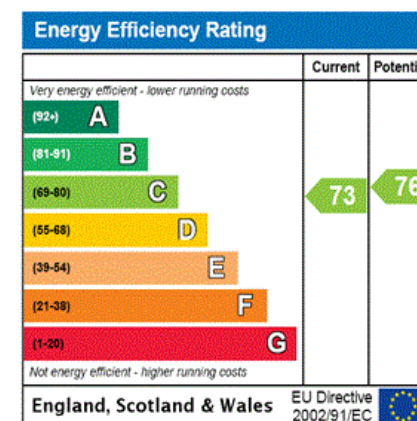 Energy Efficiency Rating
Current Potenti
Very energy efficient - lower running costs
(92+) A
(81-91) B
(69-80) C
73 76
(55-68) D
(39-54) E
(21-38) F
(1-20) G
Not energy efficient - higher running costs
England, Scotland & Wales
EU Directive
2002/91/EC